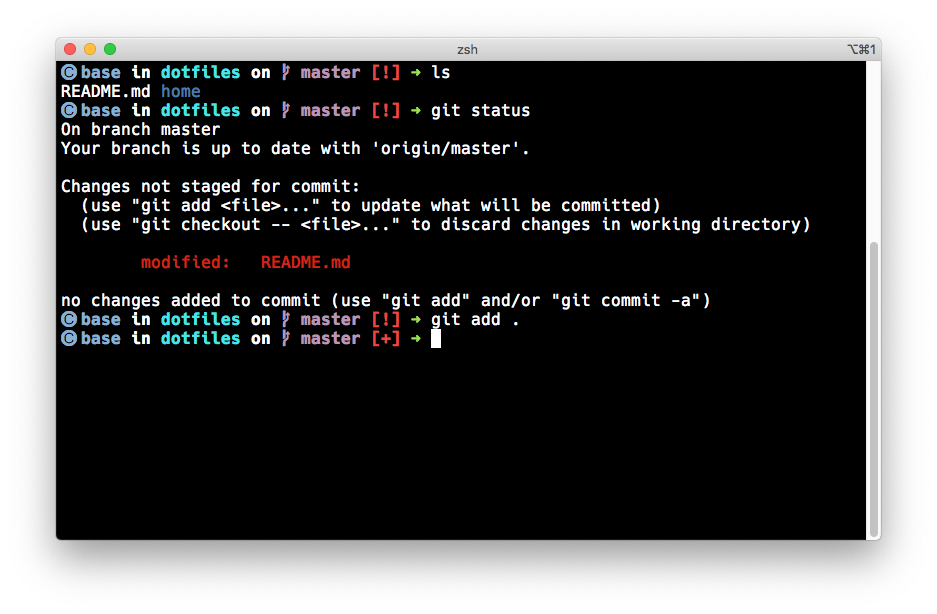 zsh ⌥⌘1
Ⓒ base in dotfiles on  master [!] ➜ ls
README.md home
Ⓒ base in dotfiles on  master [!] ➜ git status
On branch master
Your branch is up to date with 'origin/master'.
Changes not staged for commit:
(use "git add <file>..." to update what will be committed)
(use "git checkout -- <file>..." to discard changes in working directory)
modified: README.md
no changes added to commit (use "git add" and/or "git commit -a")
Ⓒ base in dotfiles on  master [!] ➜ git add .
Ⓒ base in dotfiles on  master [+] ➜